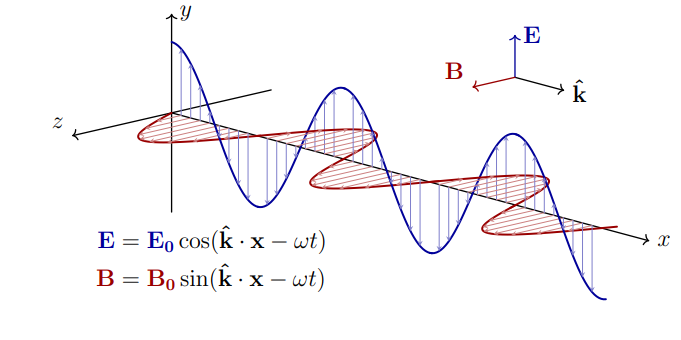 y
E
B
k̂
z
x
E = E₀ cos(k̂ · x − ωt)
B = B₀ sin(k̂ · x − ωt)